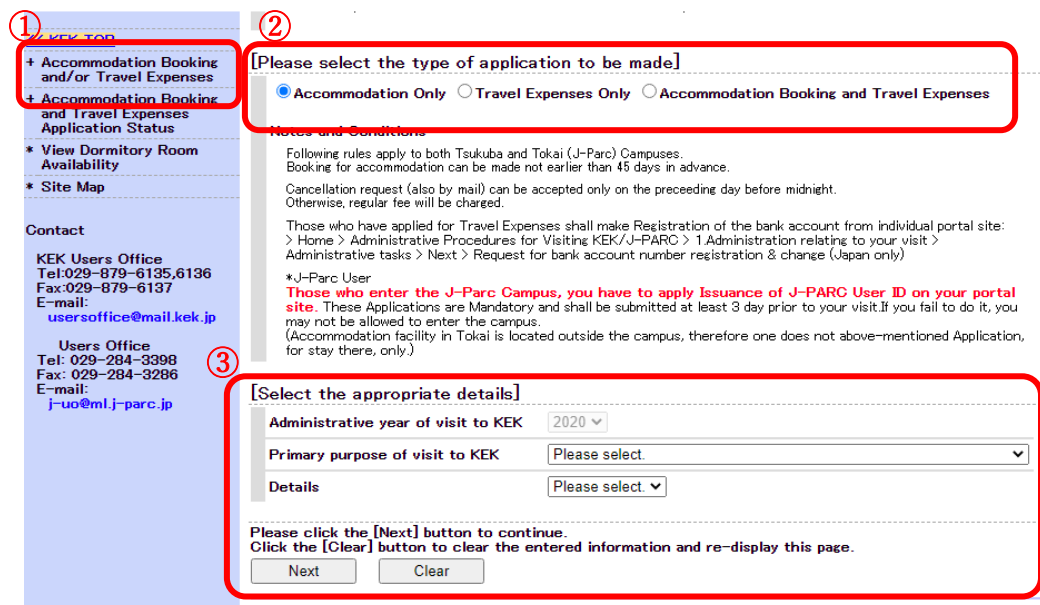 ①
<< KEK TOP
+ Accommodation Booking
and/or Travel Expenses
+ Accommodation Booking
and Travel Expenses
Application Status
* View Dormitory Room
Availability
* Site Map
Contact
KEK Users Office
Tel:029-879-6135,6136
Fax:029-879-6137
E-mail:
usersoffice@mail.kek.jp
Users Office
Tel: 029-284-3398
Fax: 029-284-3286
E-mail:
j-uo@ml.j-parc.jp
②
[Please select the type of application to be made]
Accommodation Only Travel Expenses Only Accommodation Booking and Travel Expenses
Notes and Conditions
Following rules apply to both Tsukuba and Tokai (J-Parc) Campuses.
Booking for accommodation can be made not earlier than 45 days in advance.
Cancellation request (also by mail) can be accepted only on the preceeding day before midnight.
Otherwise, regular fee will be charged.
Those who have applied for Travel Expenses shall make Registration of the bank account from individual portal site:
> Home > Administrative Procedures for Visiting KEK/J-PARC > 1.Administration relating to your visit >
Administrative tasks > Next > Request for bank account number registration & change (Japan only)
*J-Parc User
Those who enter the J-Parc Campus, you have to apply Issuance of J-PARC User ID on your portal
site. These Applications are Mandatory and shall be submitted at least 3 day prior to your visit.If you fail to do it, you
may not be allowed to enter the campus.
(Accommodation facility in Tokai is located outside the campus, therefore one does not above-mentioned Application,
for stay there, only.)
③
[Select the appropriate details]
Administrative year of visit to KEK 2020
Primary purpose of visit to KEK Please select.
Details Please select.
Please click the [Next] button to continue.
Click the [Clear] button to clear the entered information and re-display this page.
Next Clear